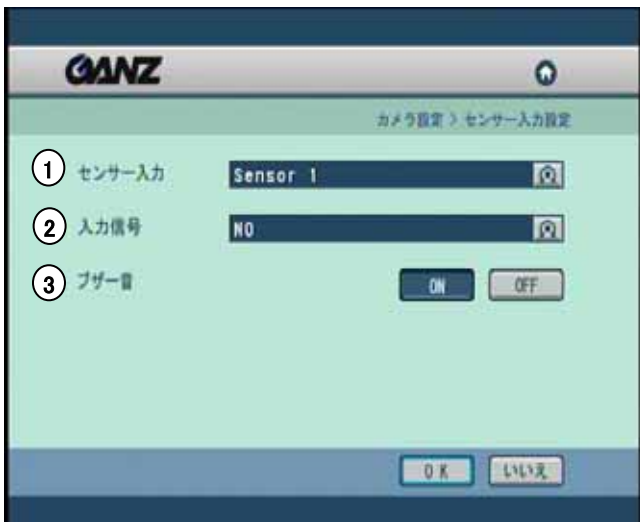 GANZ
カメラ設定 > センサー入力設定
1 センサー入力 Sensor 1
2 入力信号 NO
3 ブザー音 ON OFF
OK いいえ